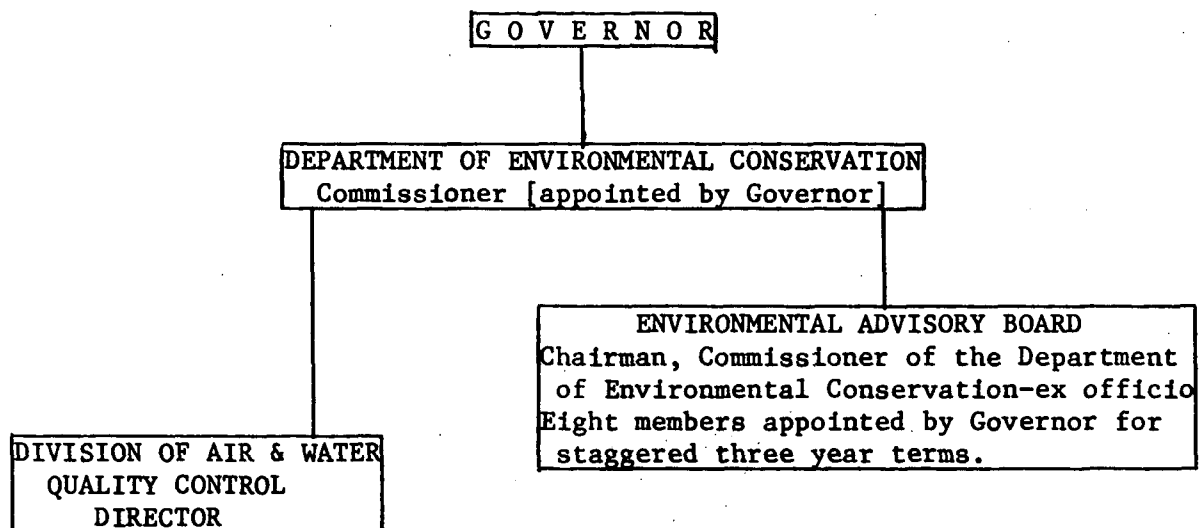 G O V E R N O R
DEPARTMENT OF ENVIRONMENTAL CONSERVATION
Commissioner [appointed by Governor]
ENVIRONMENTAL ADVISORY BOARD
Chairman, Commissioner of the Department
of Environmental Conservation-ex officio
Eight members appointed by Governor for
staggered three year terms.
DIVISION OF AIR & WATER
QUALITY CONTROL
DIRECTOR